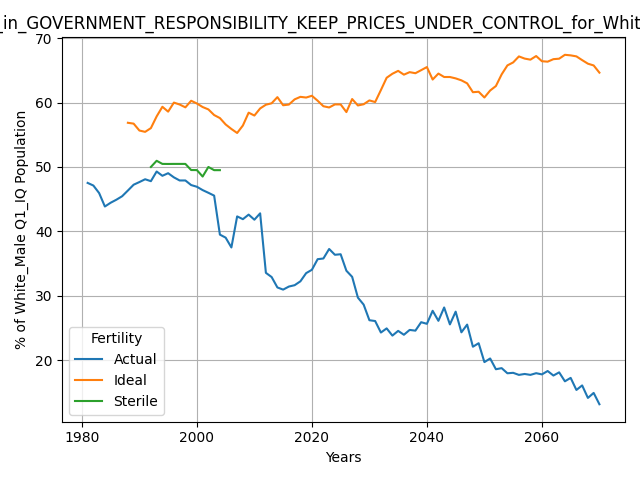 _in_GOVERNMENT_RESPONSIBILITY_KEEP_PRICES_UNDER_CONTROL_for_Whit
% of White_Male Q1_IQ Population
70
60
50
40
30
20
Fertility
Actual
Ideal
Sterile
1980
2000
2020
2040
2060
Years